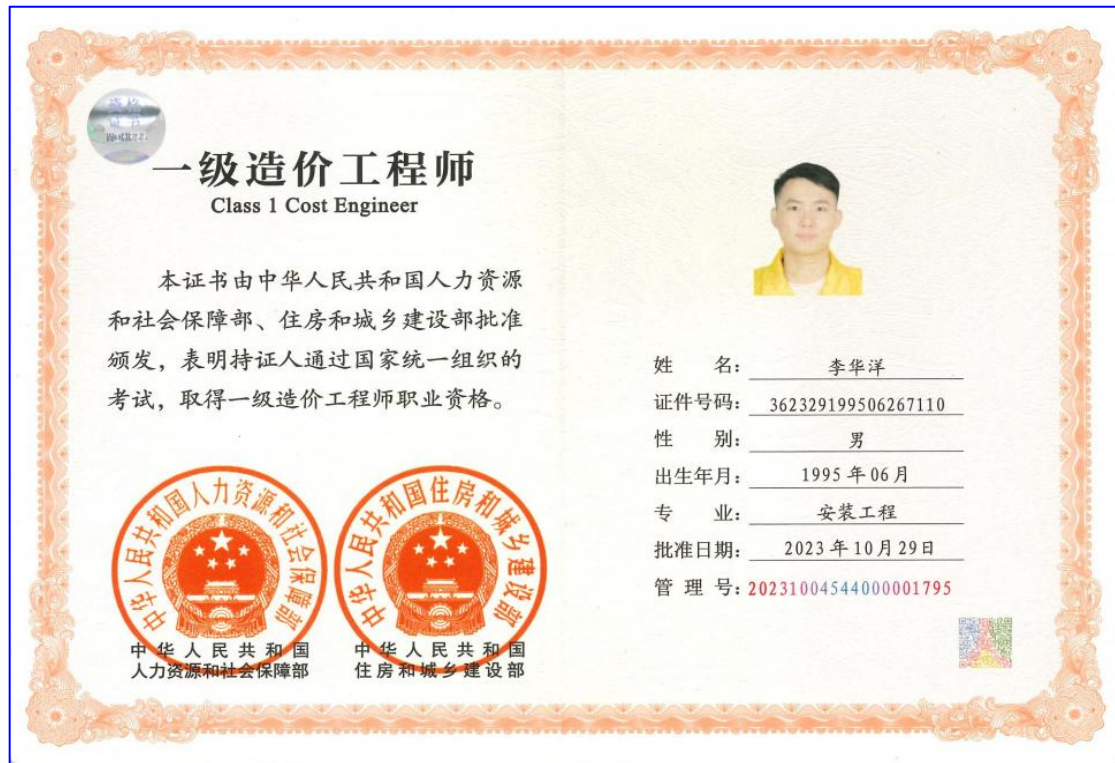 一级造价工程师
Class 1 Cost Engineer
本证书由中华人民共和国人力资源
和社会保障部、住房和城乡建设部批准
颁发，表明持证人通过国家统一组织的
考试，取得一级造价工程师职业资格。
中华人民共和国人力资源和社会保障部
中华人民共和国住房和城乡建设部
中华人民共和国
人力资源和社会保障部
中华人民共和国
住房和城乡建设部
姓 名：李华洋
证件号码：362329199506267110
性 别：男
出生年月：1995年06月
专 业：安装工程
批准日期：2023年10月29日
管 理 号：20231004544000001795